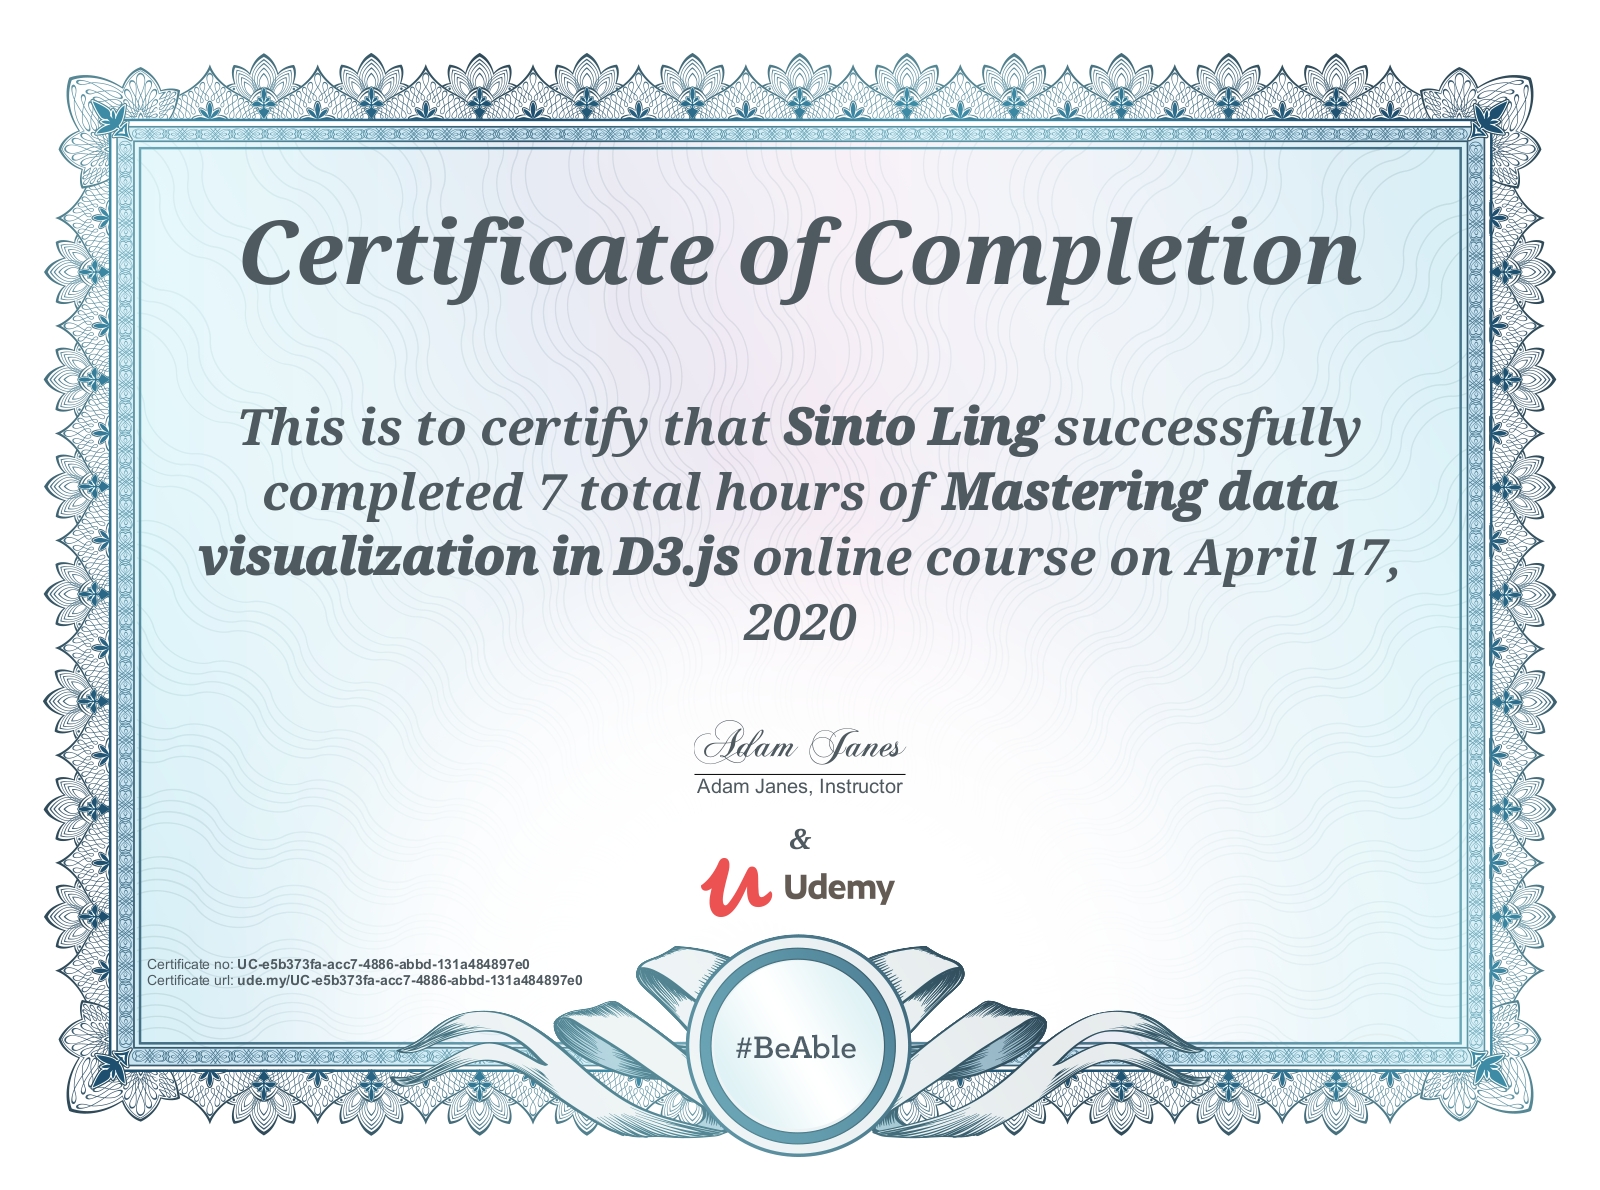 Certificate of Completion
This is to certify that Sinto Ling successfully
completed 7 total hours of Mastering data
visualization in D3.js online course on April 17,
2020
Adam Janes
Adam Janes, Instructor
&
Udemy
Certificate no: UC-e5b373fa-acc7-4886-abbd-131a484897e0
Certificate url: ude.my/UC-e5b373fa-acc7-4886-abbd-131a484897e0
#BeAble